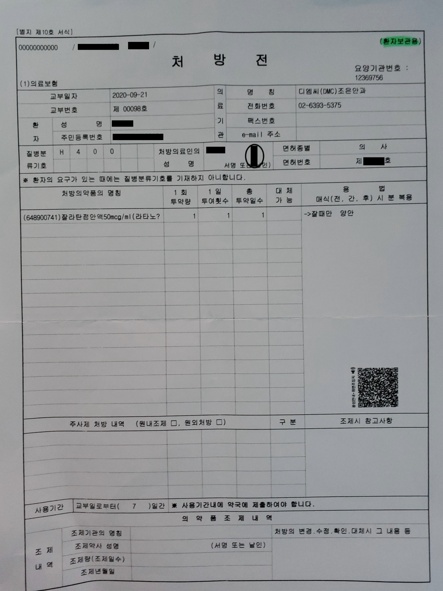 [별지 제10호 서식]
(환자보관용)
00000000000 /
/
처 방 전
요양기관번호 :
12369756
(1)의료보험
교부일자 2020-09-21
교부번호 제 00098호
환 자
성 명
주민등록번호
의 료 기 관
명 칭 디엠씨(DMC)조은안과
전화번호 02-6393-5375
팩스번호
e-mail 주소
질병분류기호 H 4 0 0
처방의료인의 성 명
서명 또는
면허종별 의 사
면허번호 제 호
※ 환자의 요구가 있는 때에는 질병분류기호를 기재하지 아니합니다.
처방의약품의 명칭
1 회 투약량
1 일 투여횟수
총 투약일수
대 체 가 능
용 법
매식(전, 간, 후) 시 분 복용
(648900741)잘라탄점안액50mcg/ml(라타노?
1 1 1
->잘때만 양안
주사제 처방 내역 (원내조제 □, 원외처방 □)
구 분
조제시 참고사항
사용기간 교부일로부터( 7 )일간 ※ 사용기간내에 약국에 제출하여야 합니다.
의 약 품 조 제 내 역
조 제 내 역
조제기관의 명칭
처방의 변경.수정.확인.대체시 그 내용 등
조제약사 성명 (서명 또는 날인)
조제량(조제일수)
조제년월일